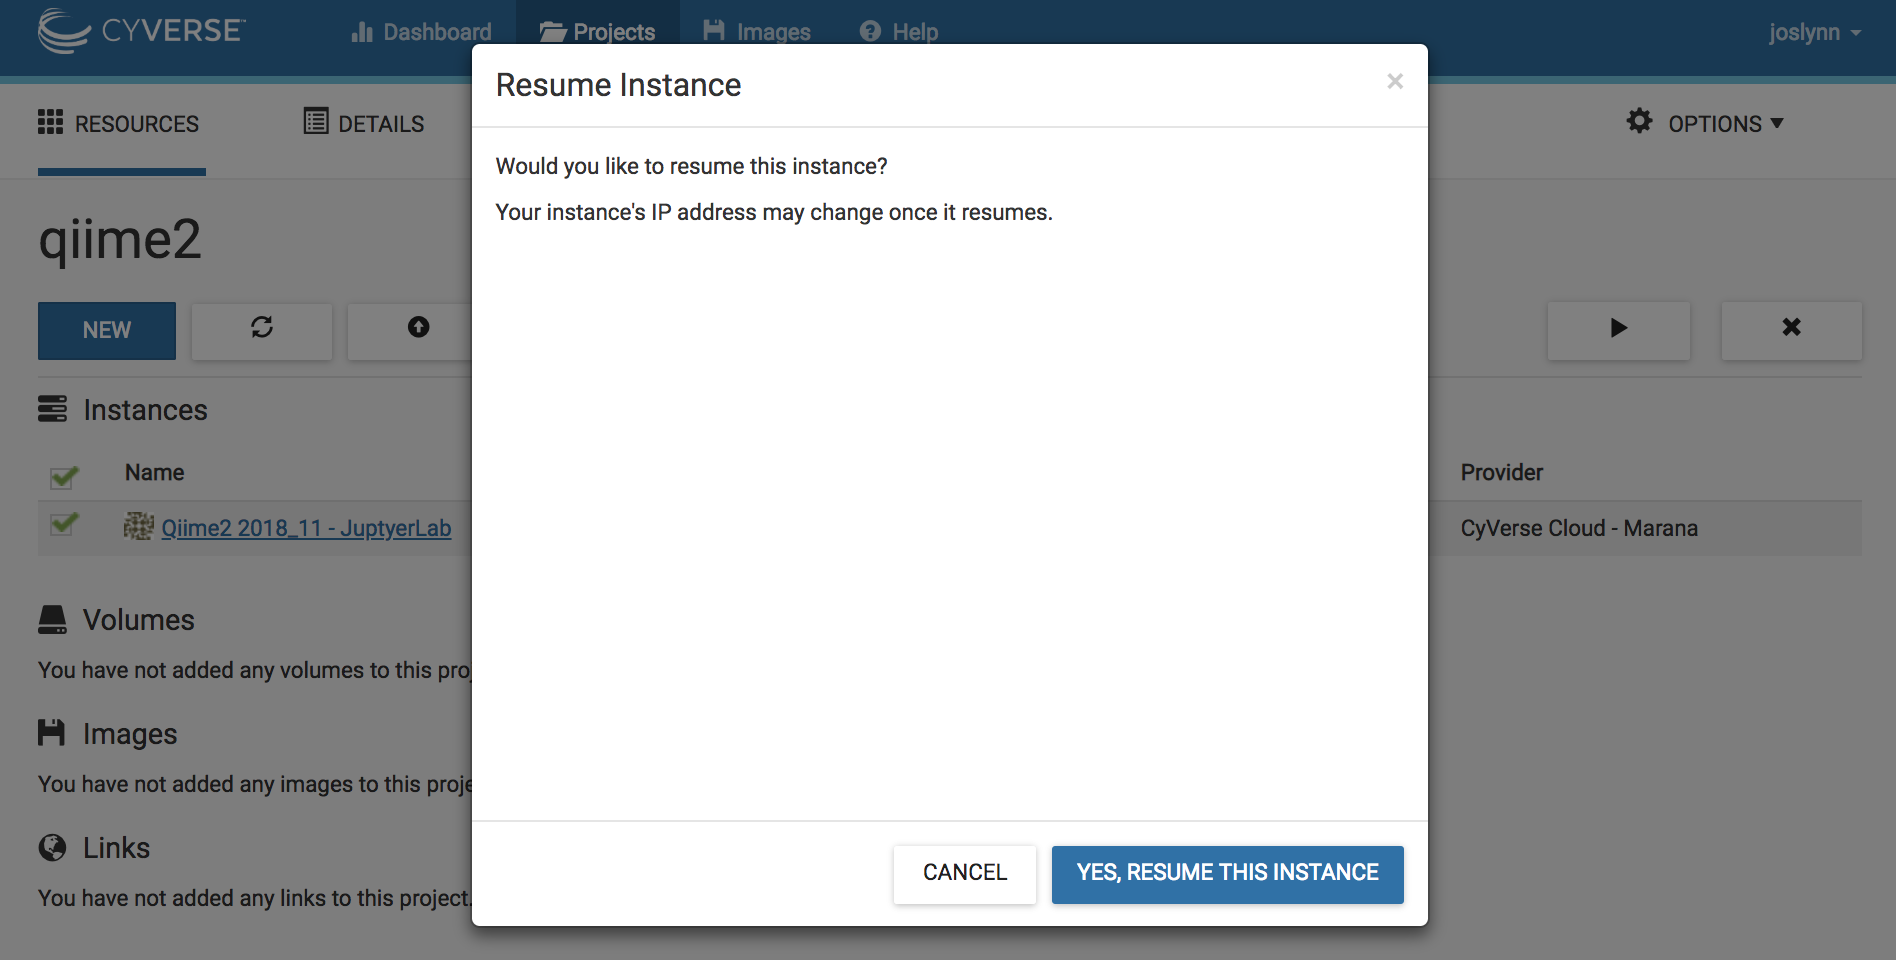 CYVERSE™
Dashboard
Projects
Images
Help
joslynn
Resume Instance
×
RESOURCES
DETAILS
OPTIONS
Would you like to resume this instance?
Your instance's IP address may change once it resumes.
qiime2
NEW
Instances
Name
Provider
Qiime2 2018_11 - JuptyerLab
CyVerse Cloud - Marana
Volumes
You have not added any volumes to this proj
Images
You have not added any images to this proje
Links
You have not added any links to this project.
CANCEL
YES, RESUME THIS INSTANCE